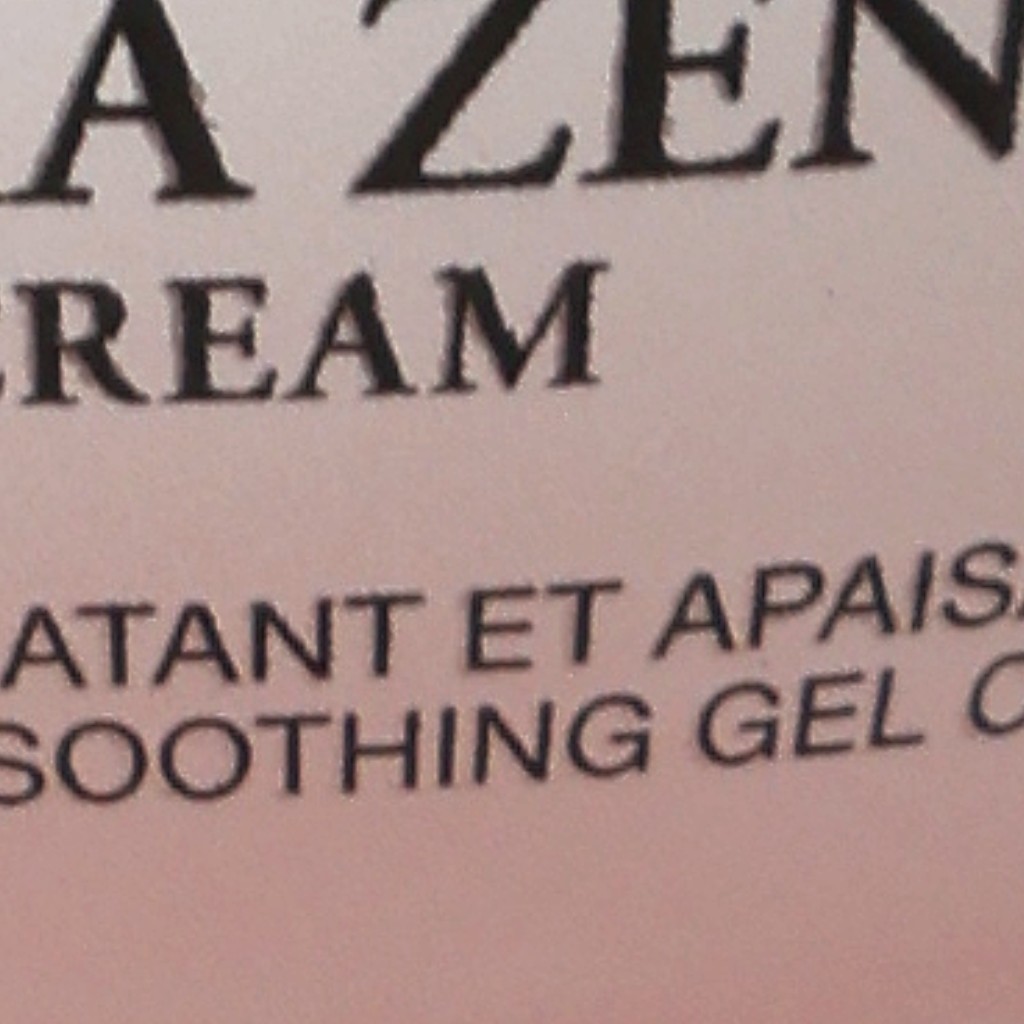 A ZEN
REAM
ATANT ET APAIS
SOOTHING GEL